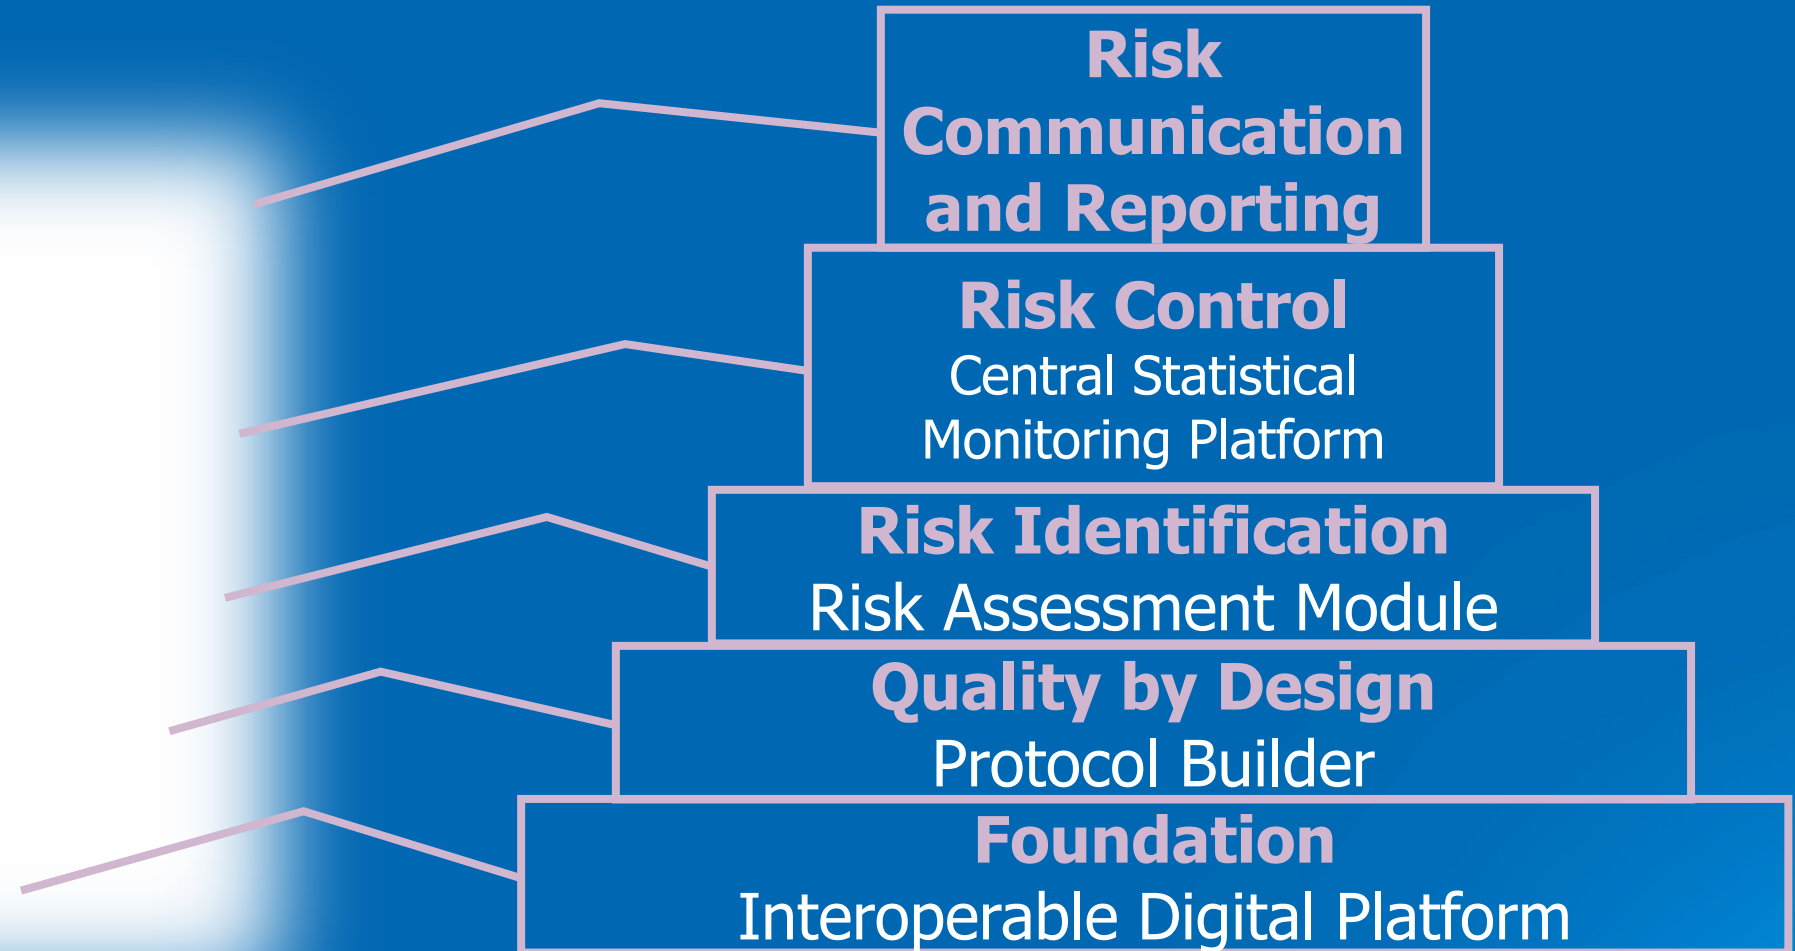 Risk
Communication
and Reporting
Risk Control
Central Statistical
Monitoring Platform
Risk Identification
Risk Assessment Module
Quality by Design
Protocol Builder
Foundation
Interoperable Digital Platform